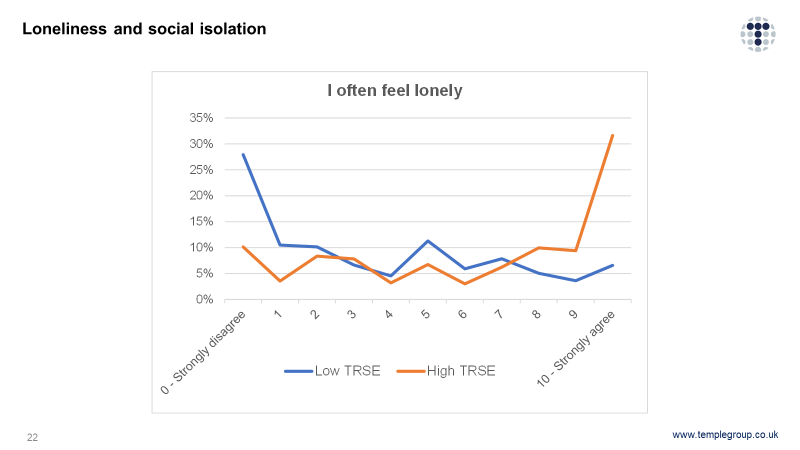 Loneliness and social isolation
I often feel lonely
35%
30%
25%
20%
15%
10%
5%
0%
0 - Strongly disagree
1
2
3
4
5
6
7
8
9
10 - Strongly agree
Low TRSE
High TRSE
22
www.templegroup.co.uk